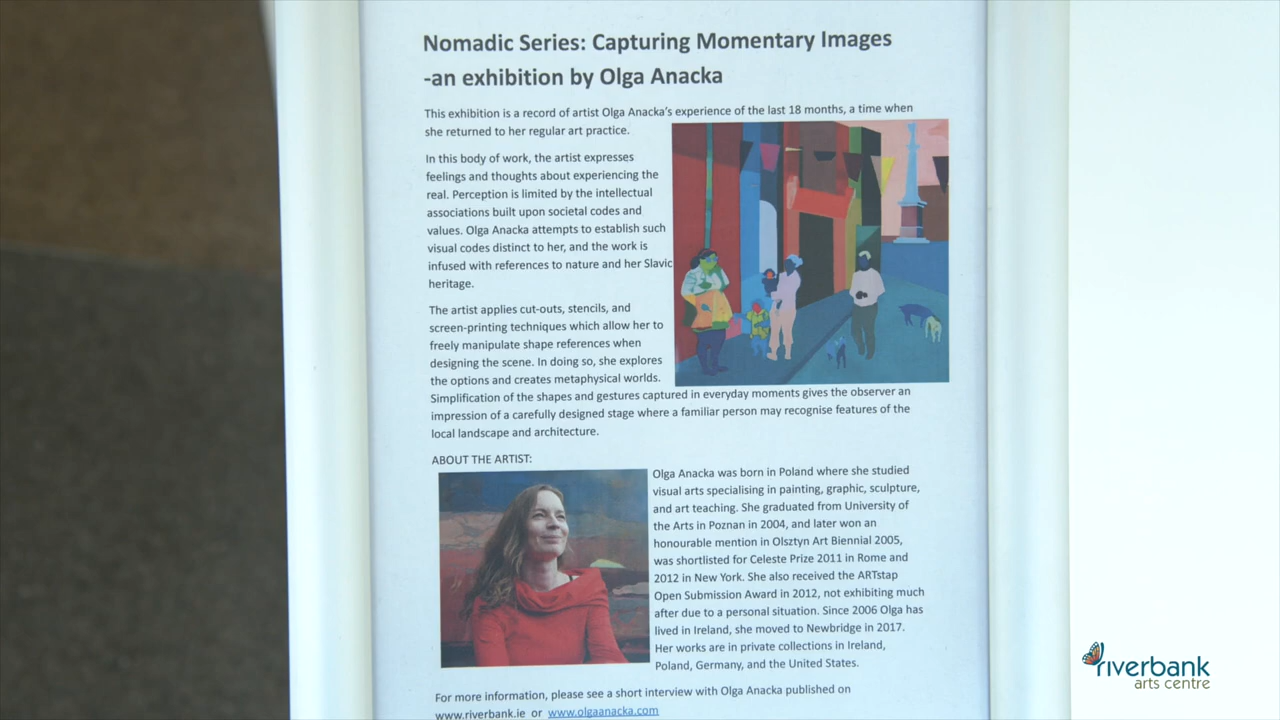 Nomadic Series: Capturing Momentary Images
-an exhibition by Olga Anacka
This exhibition is a record of artist Olga Anacka's experience of the last 18 months, a time when
she returned to her regular art practice.
In this body of work, the artist expresses
feelings and thoughts about experiencing the
real. Perception is limited by the intellectual
associations built upon societal codes and
values. Olga Anacka attempts to establish such
visual codes distinct to her, and the work is
infused with references to nature and her Slavic
heritage.
The artist applies cut-outs, stencils, and
screen-printing techniques which allow her to
freely manipulate shape references when
designing the scene. In doing so, she explores
the options and creates metaphysical worlds.
Simplification of the shapes and gestures captured in everyday moments gives the observer an
impression of a carefully designed stage where a familiar person may recognise features of the
local landscape and architecture.
ABOUT THE ARTIST:
Olga Anacka was born in Poland where she studied
visual arts specialising in painting, graphic, sculpture,
and art teaching. She graduated from University of
the Arts in Poznan in 2004, and later won an
honourable mention in Olsztyn Art Biennial 2005,
was shortlisted for Celeste Prize 2011 in Rome and
2012 in New York. She also received the ARTstap
Open Submission Award in 2012, not exhibiting much
after due to a personal situation. Since 2006 Olga has
lived in Ireland, she moved to Newbridge in 2017.
Her works are in private collections in Ireland,
Poland, Germany, and the United States.
For more information, please see a short interview with Olga Anacka published on
www.riverbank.ie or www.olgaanacka.com
riverbank
arts centre